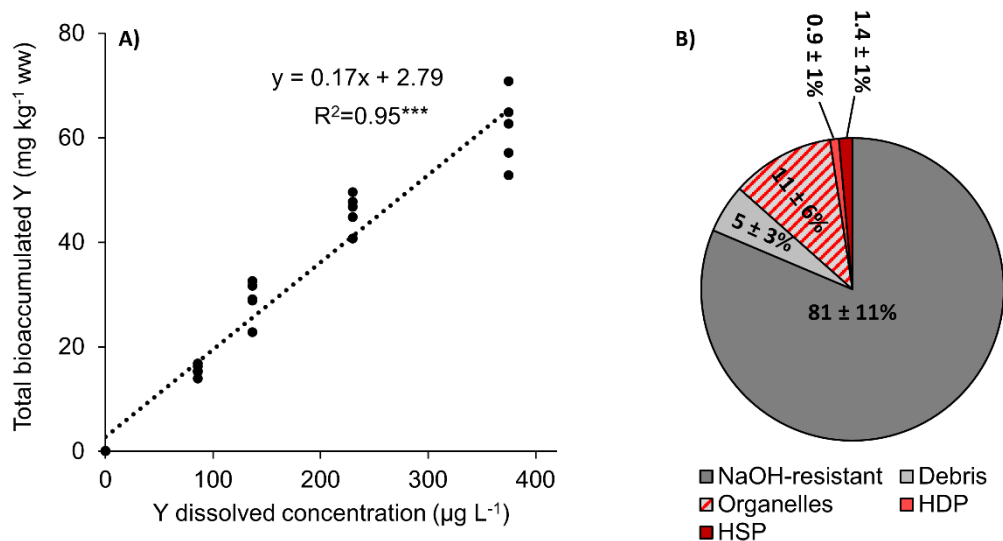 A)
y = 0.17x + 2.79
R²=0.95***
Total bioaccumulated Y (mg kg⁻¹ ww)
80
60
40
20
0
0 100 200 300 400
Y dissolved concentration (µg L⁻¹)
B)
0.9 ± 1%
1.4 ± 1%
11 ± 6%
5 ± 3%
81 ± 11%
NaOH-resistant Debris
Organelles HDP
HSP